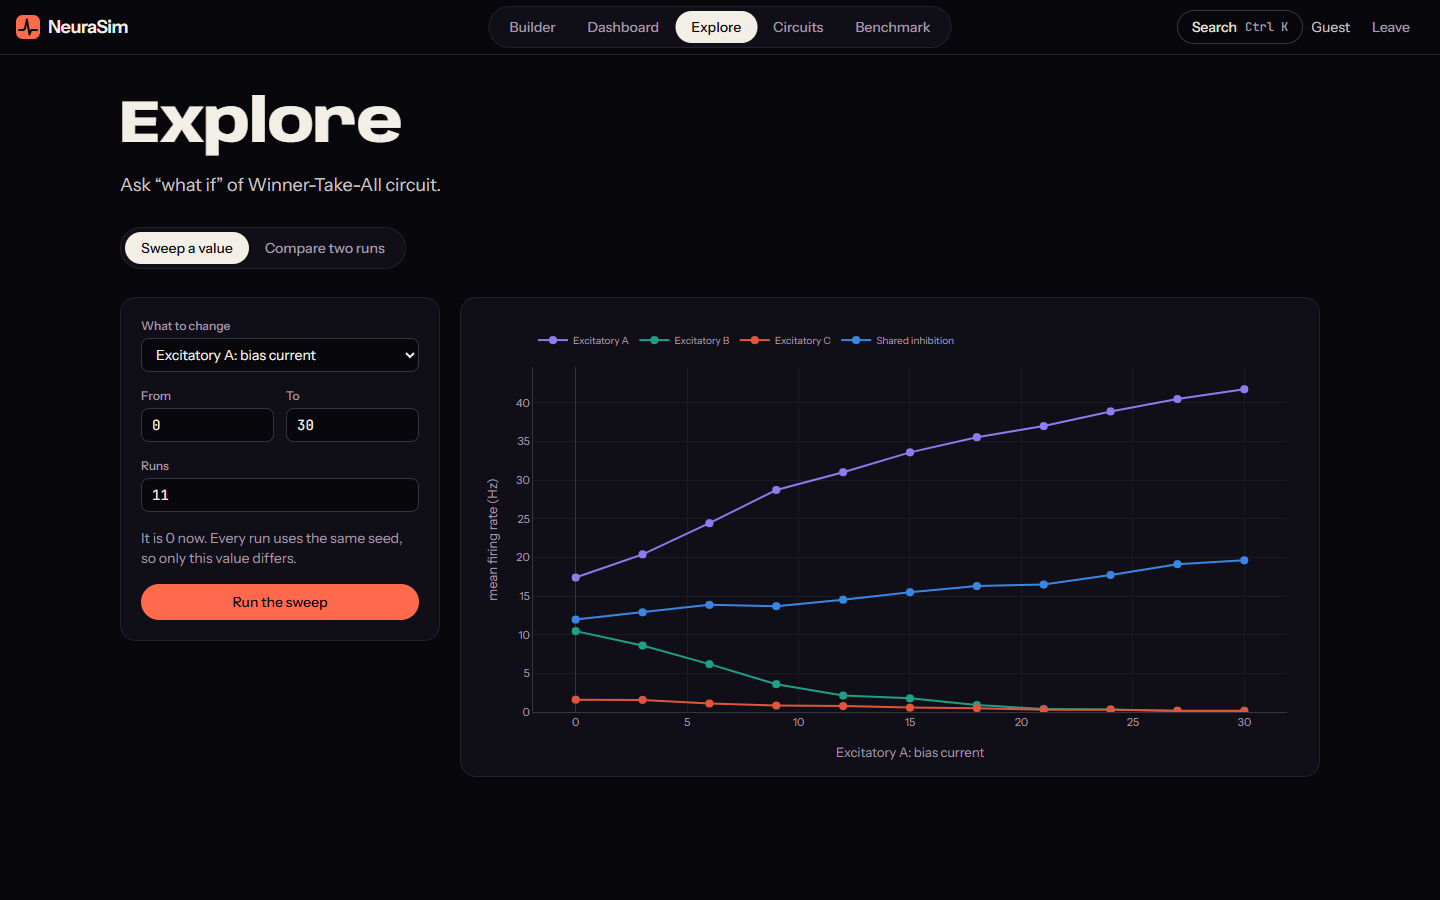 NeuraSim
Builder Dashboard Explore Circuits Benchmark
Search Ctrl K Guest Leave
Explore
Ask “what if” of Winner-Take-All circuit.
Sweep a value Compare two runs
What to change
Excitatory A: bias current
From To
0 30
Runs
11
It is 0 now. Every run uses the same seed,
so only this value differs.
Run the sweep
Excitatory A Excitatory B Excitatory C Shared inhibition
mean firing rate (Hz)
40
35
30
25
20
15
10
5
0
0 5 10 15 20 25 30
Excitatory A: bias current